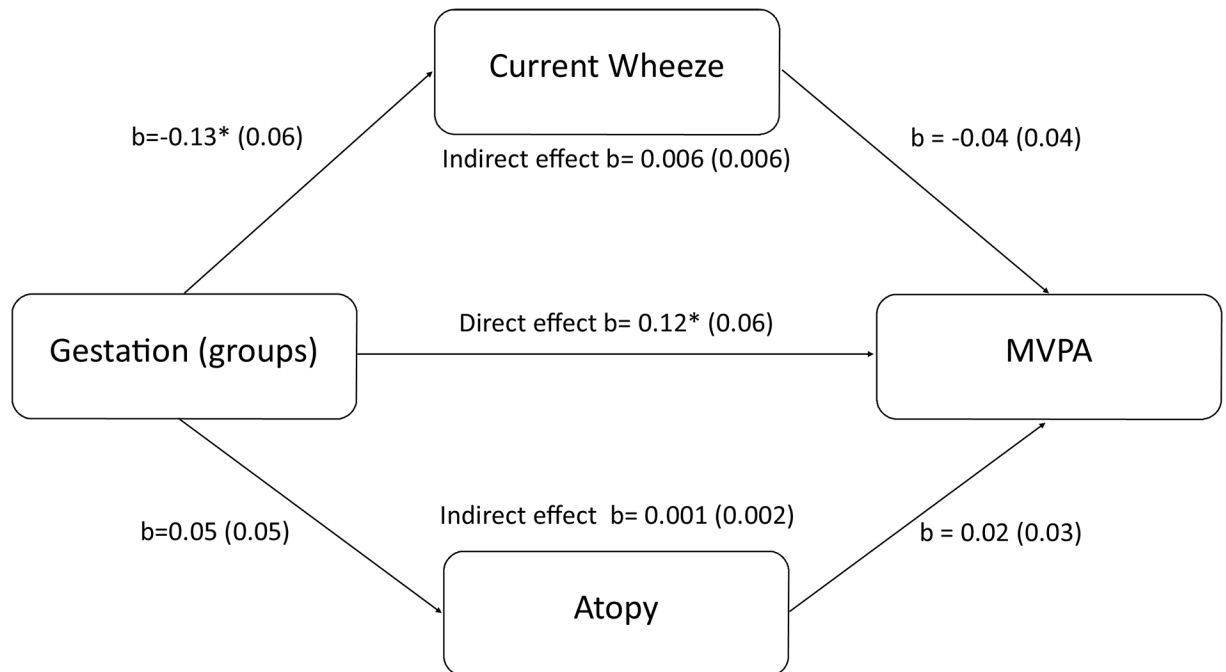 Current Wheeze
b=-0.13* (0.06)
b = -0.04 (0.04)
Indirect effect b= 0.006 (0.006)
Direct effect b= 0.12* (0.06)
Gestation (groups)
MVPA
Indirect effect  b= 0.001 (0.002)
b=0.05 (0.05)
b = 0.02 (0.03)
Atopy